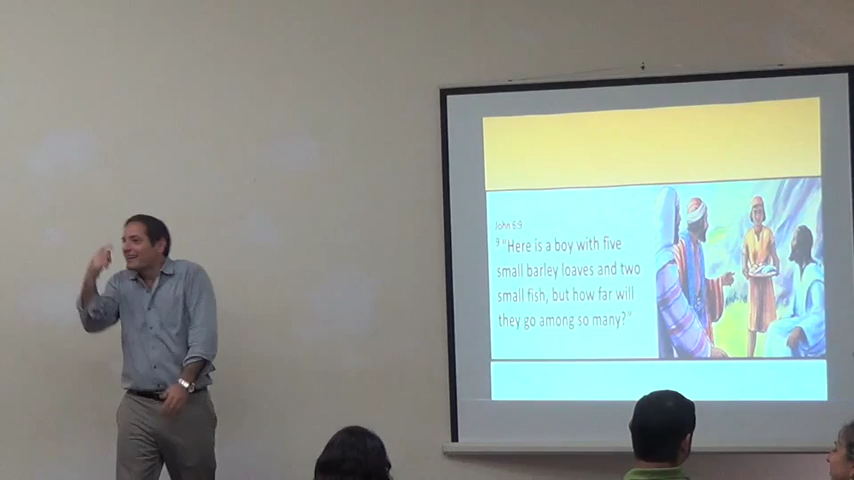 John 6:9
9 "Here is a boy with five
small barley loaves and two
small fish, but how far will
they go among so many?"